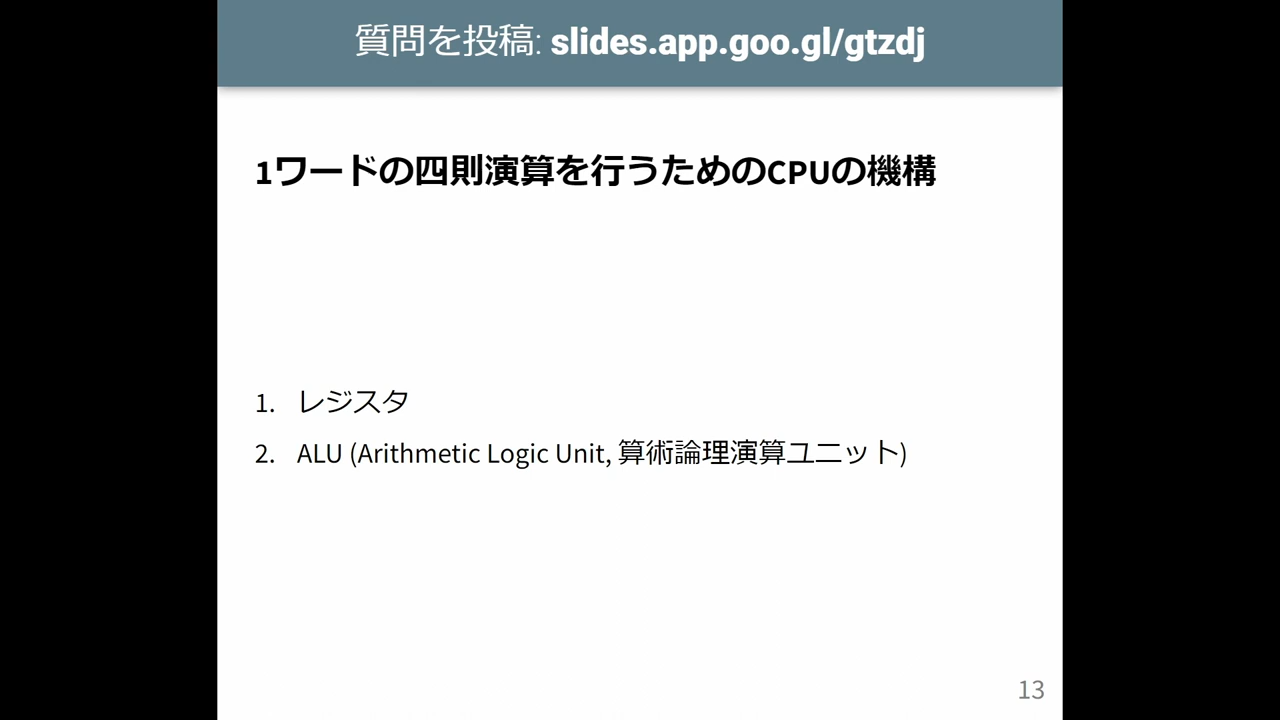 質問を投稿: slides.app.goo.gl/gtzdj
1ワードの四則演算を行うためのCPUの機構
1. レジスタ
2. ALU (Arithmetic Logic Unit, 算術論理演算ユニット)
13